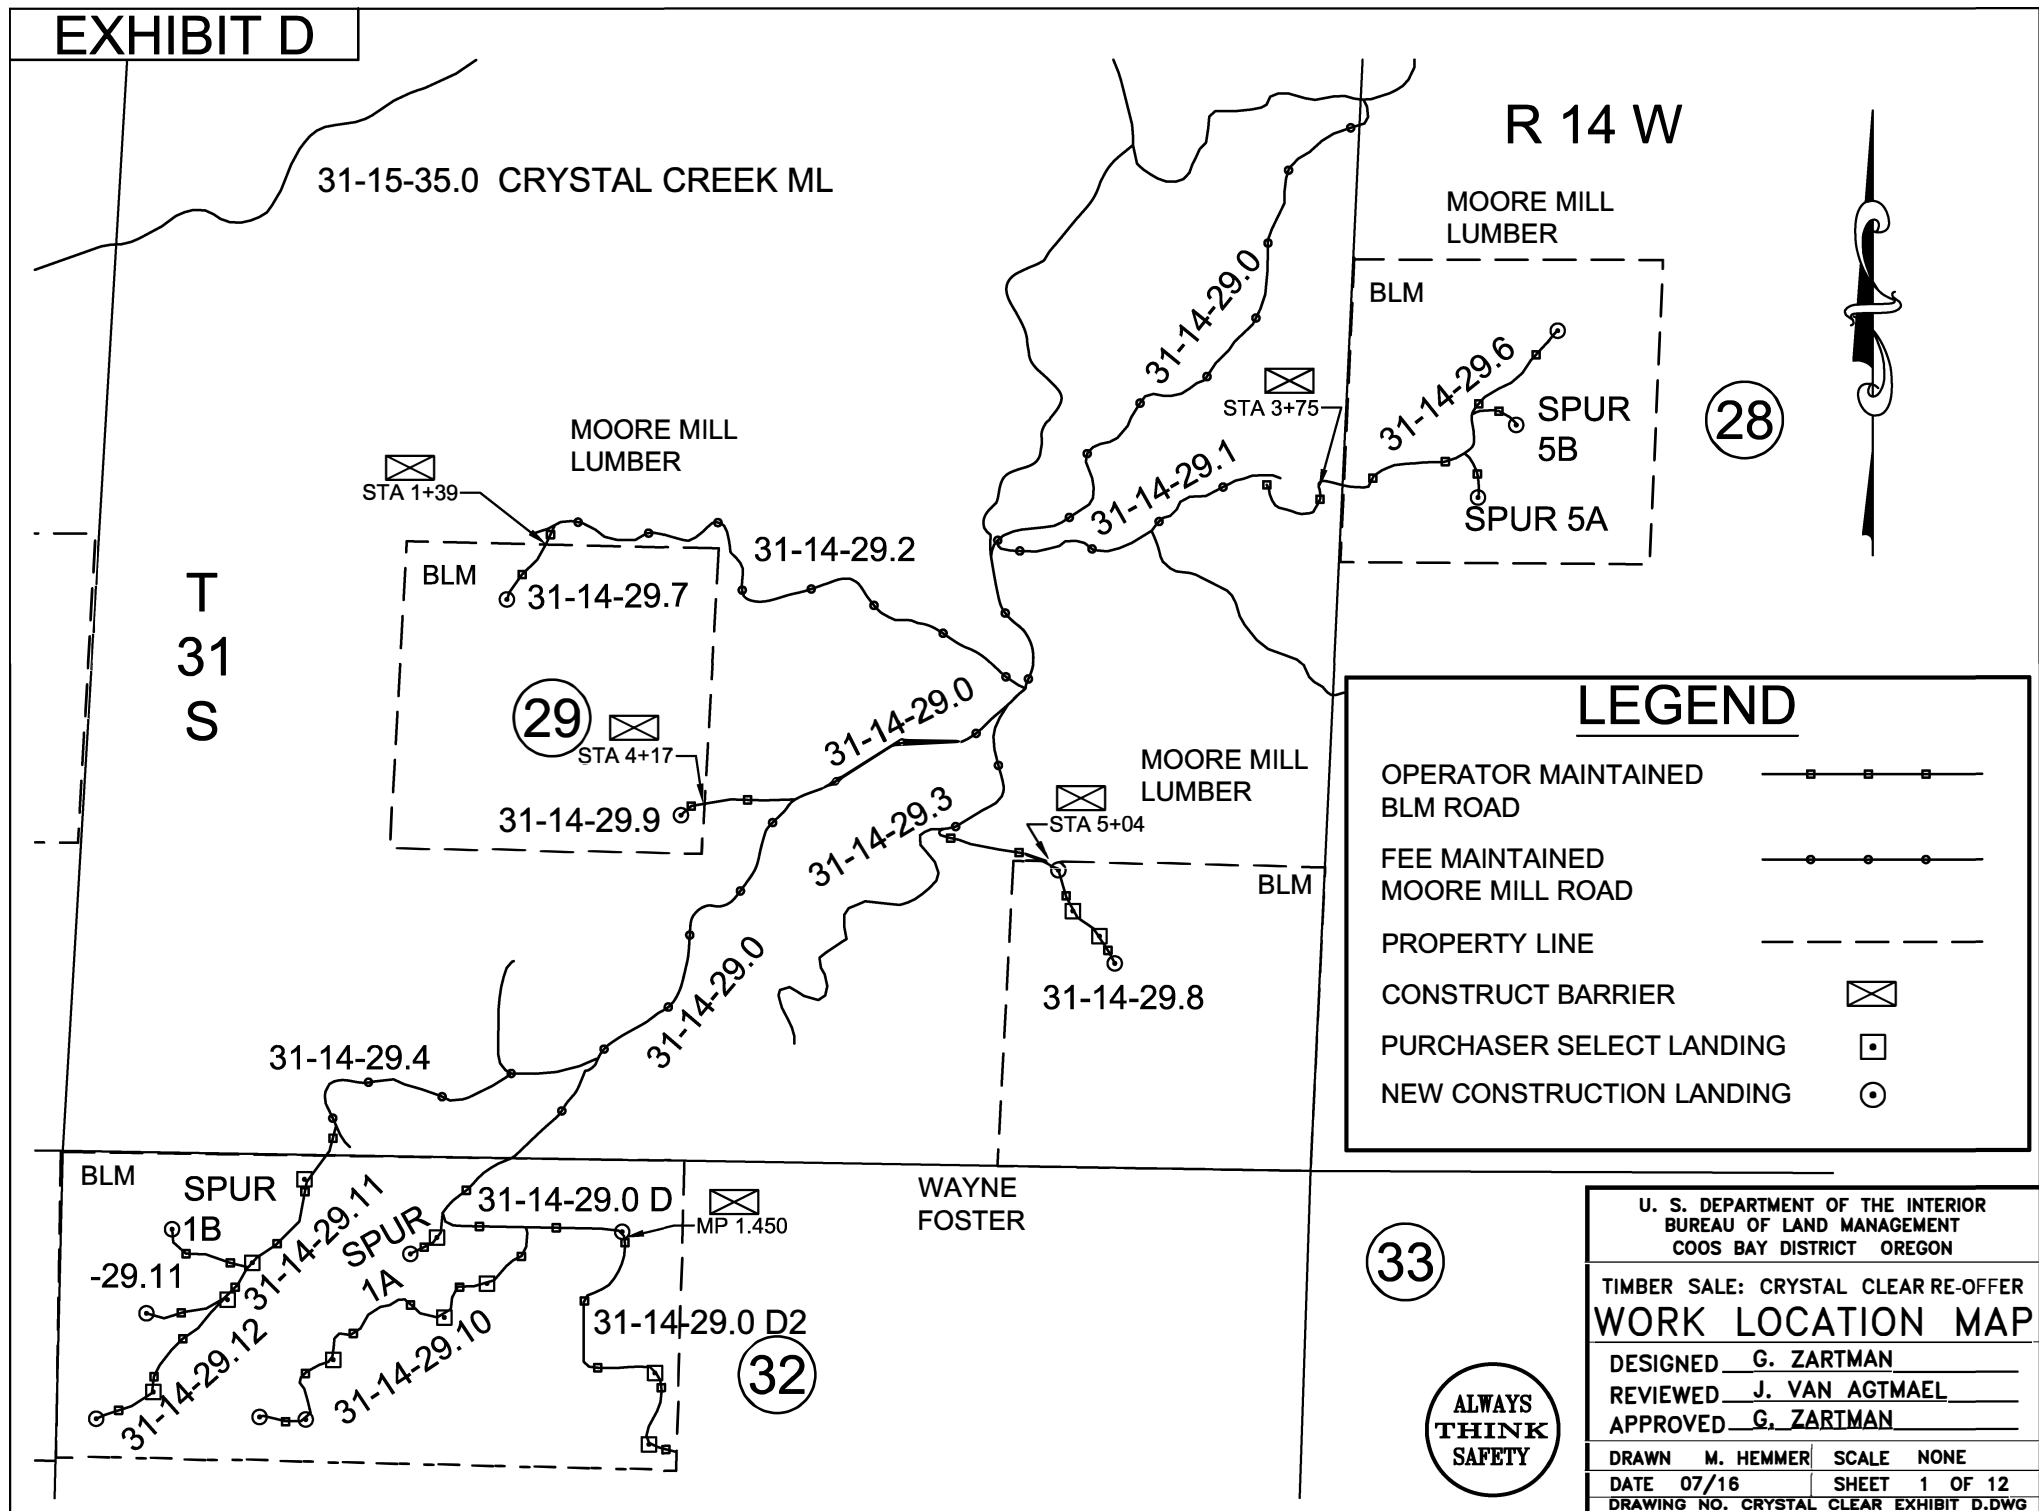 EXHIBIT D
31-15-35.0 CRYSTAL CREEK ML
R 14 W
MOORE MILL
LUMBER
BLM
31-14-29.0
31-14-29.6
STA 3+75
SPUR
5B
28
31-14-29.1
SPUR 5A
MOORE MILL
LUMBER
STA 1+39
31-14-29.2
BLM
31-14-29.7
T
31
S
29
STA 4+17
31-14-29.0
31-14-29.9
MOORE MILL
LUMBER
31-14-29.3
STA 5+04
BLM
31-14-29.8
31-14-29.0
31-14-29.4
LEGEND
OPERATOR MAINTAINED
BLM ROAD
FEE MAINTAINED
MOORE MILL ROAD
PROPERTY LINE
CONSTRUCT BARRIER
PURCHASER SELECT LANDING
NEW CONSTRUCTION LANDING
BLM
SPUR
1B
31-14-29.11
-29.11
SPUR
1A
31-14-29.0 D
MP 1.450
WAYNE
FOSTER
31-14-29.12
31-14-29.10
31-14-29.0 D2
32
33
ALWAYS
THINK
SAFETY
U. S. DEPARTMENT OF THE INTERIOR
BUREAU OF LAND MANAGEMENT
COOS BAY DISTRICT OREGON
TIMBER SALE: CRYSTAL CLEAR RE-OFFER
WORK LOCATION MAP
DESIGNED G. ZARTMAN
REVIEWED J. VAN AGTMAEL
APPROVED G. ZARTMAN
DRAWN M. HEMMER SCALE NONE
DATE 07/16 SHEET 1 OF 12
DRAWING NO. CRYSTAL CLEAR EXHIBIT D.DWG